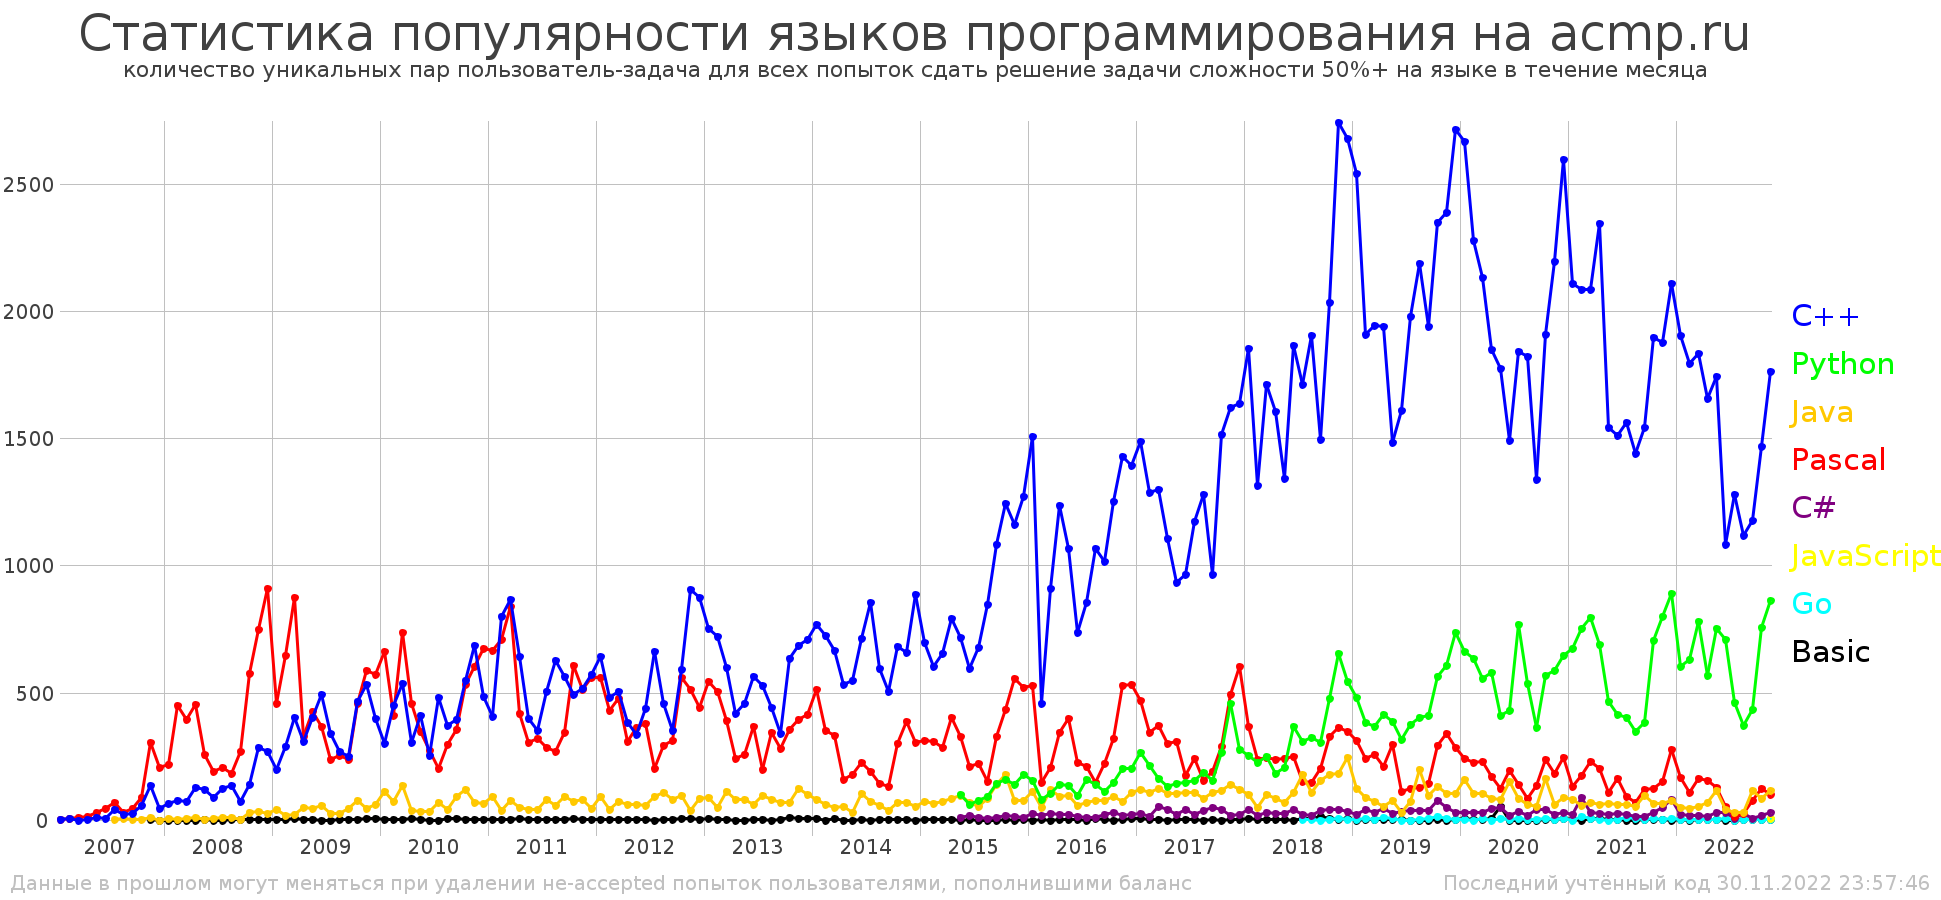 Статистика популярности языков программирования на acmp.ru
количество уникальных пар пользователь-задача для всех попыток сдать решение задачи сложности 50%+ на языке в течение месяца
2500
2000
1500
1000
500
0
C++
Python
Java
Pascal
C#
JavaScript
Go
Basic
2007 2008 2009 2010 2011 2012 2013 2014 2015 2016 2017 2018 2019 2020 2021 2022
Данные в прошлом могут меняться при удалении не-accepted попыток пользователями, пополнившими баланс
Последний учтённый код 30.11.2022 23:57:46